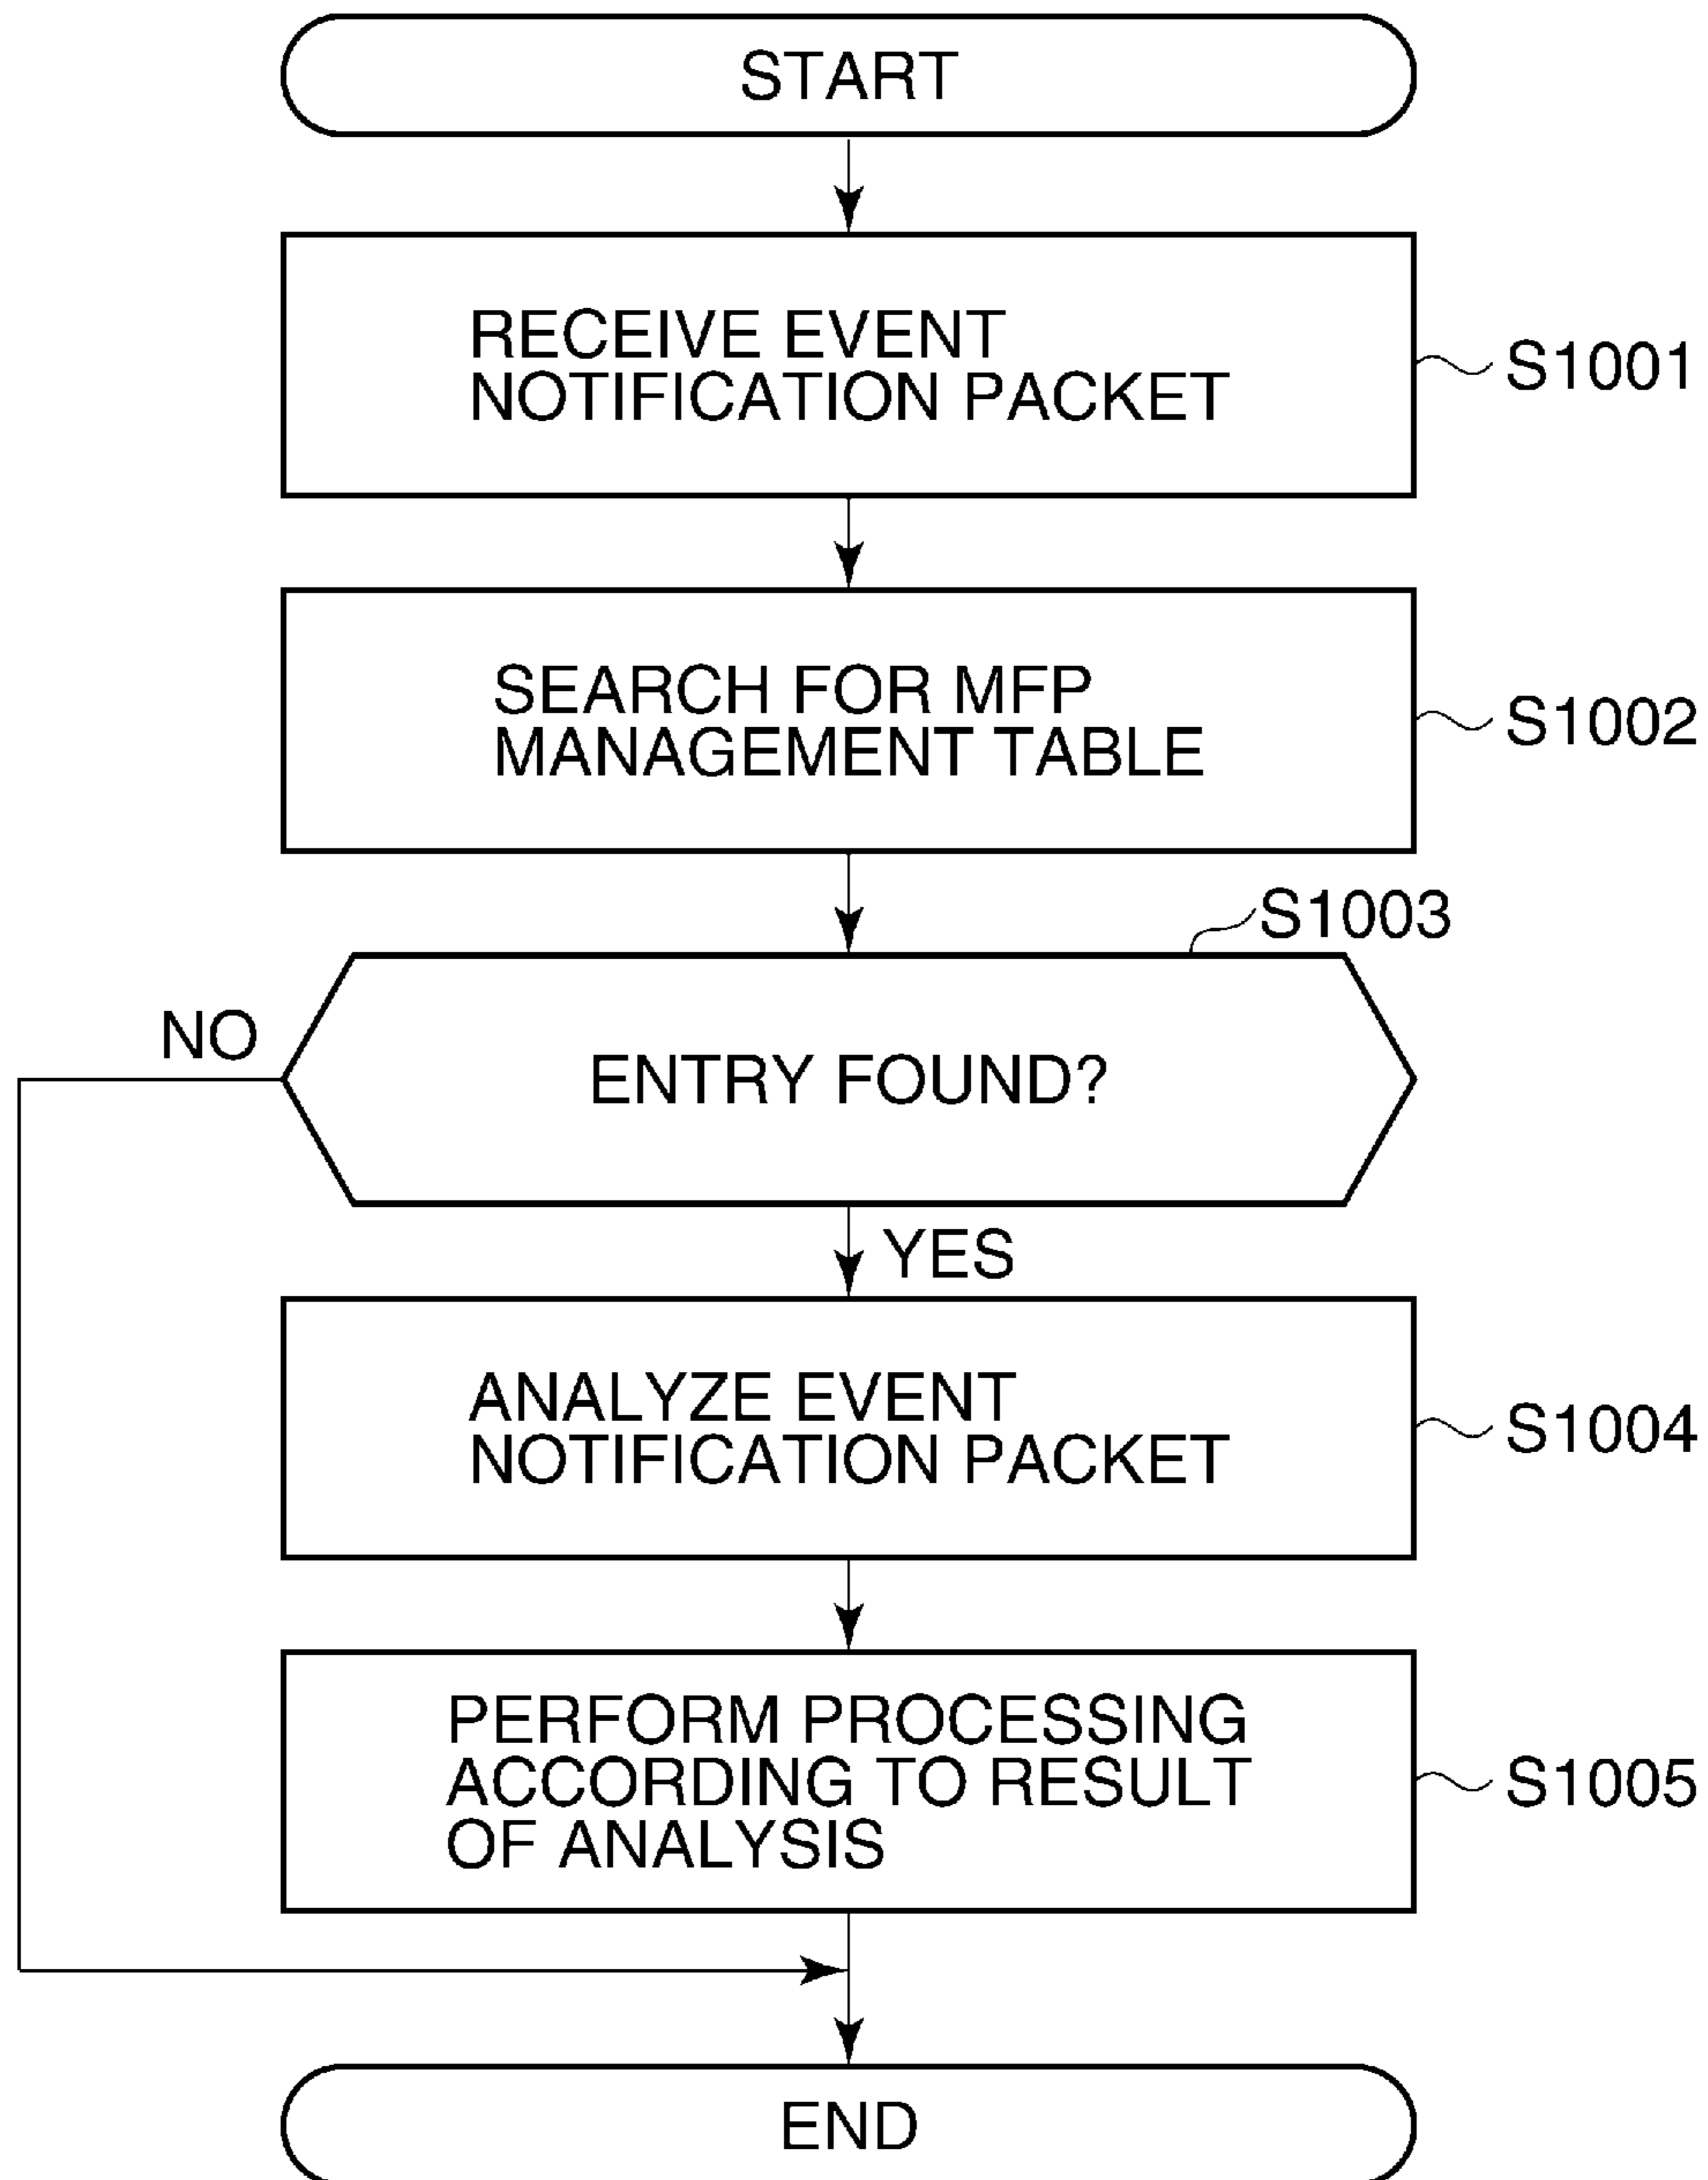 START
RECEIVE EVENT
NOTIFICATION PACKET
S1001
SEARCH FOR MFP
MANAGEMENT TABLE
S1002
S1003
NO
ENTRY FOUND?
YES
ANALYZE EVENT
NOTIFICATION PACKET
S1004
PERFORM PROCESSING
ACCORDING TO RESULT
OF ANALYSIS
S1005
END